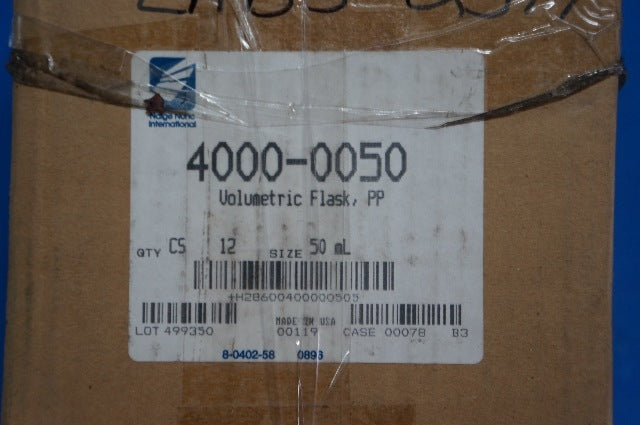 Nalge Nunc
International
4000-0050
Volumetric Flask, PP
QTY CS 12 SIZE 50 mL
+H28600400000503
MADE IN USA
LOT 499350 00119 CASE 00078 B3
8-0402-58 0896